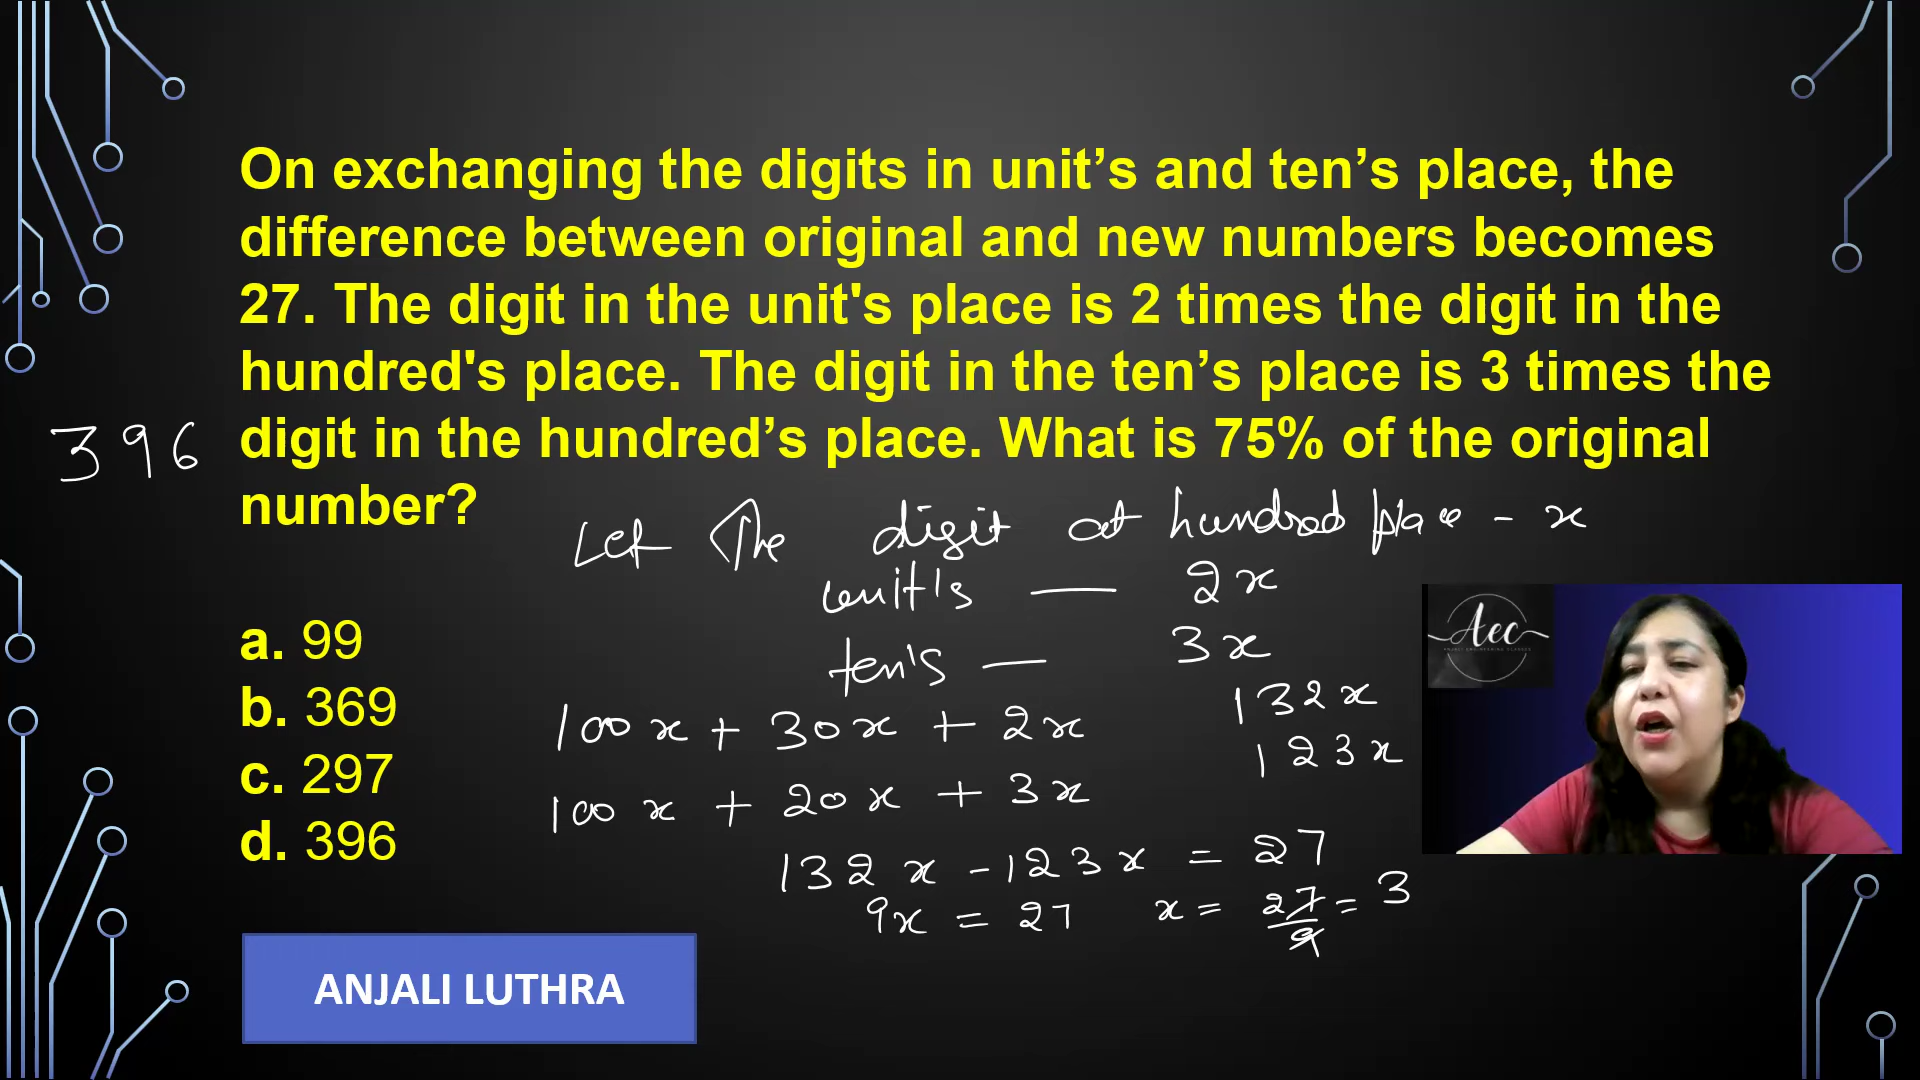 On exchanging the digits in unit’s and ten’s place, the
difference between original and new numbers becomes
27. The digit in the unit's place is 2 times the digit in the
hundred's place. The digit in the ten’s place is 3 times the
digit in the hundred’s place. What is 75% of the original
number?
396
Let The digit at hundred place - x
unit's — 2x
ten's — 3x
132x
100x + 30x + 2x
123x
100x + 20x + 3x
132x - 123x = 27
9x = 27 x = 27/9 = 3
a. 99
b. 369
c. 297
d. 396
Aec
ANJALI LUTHRA